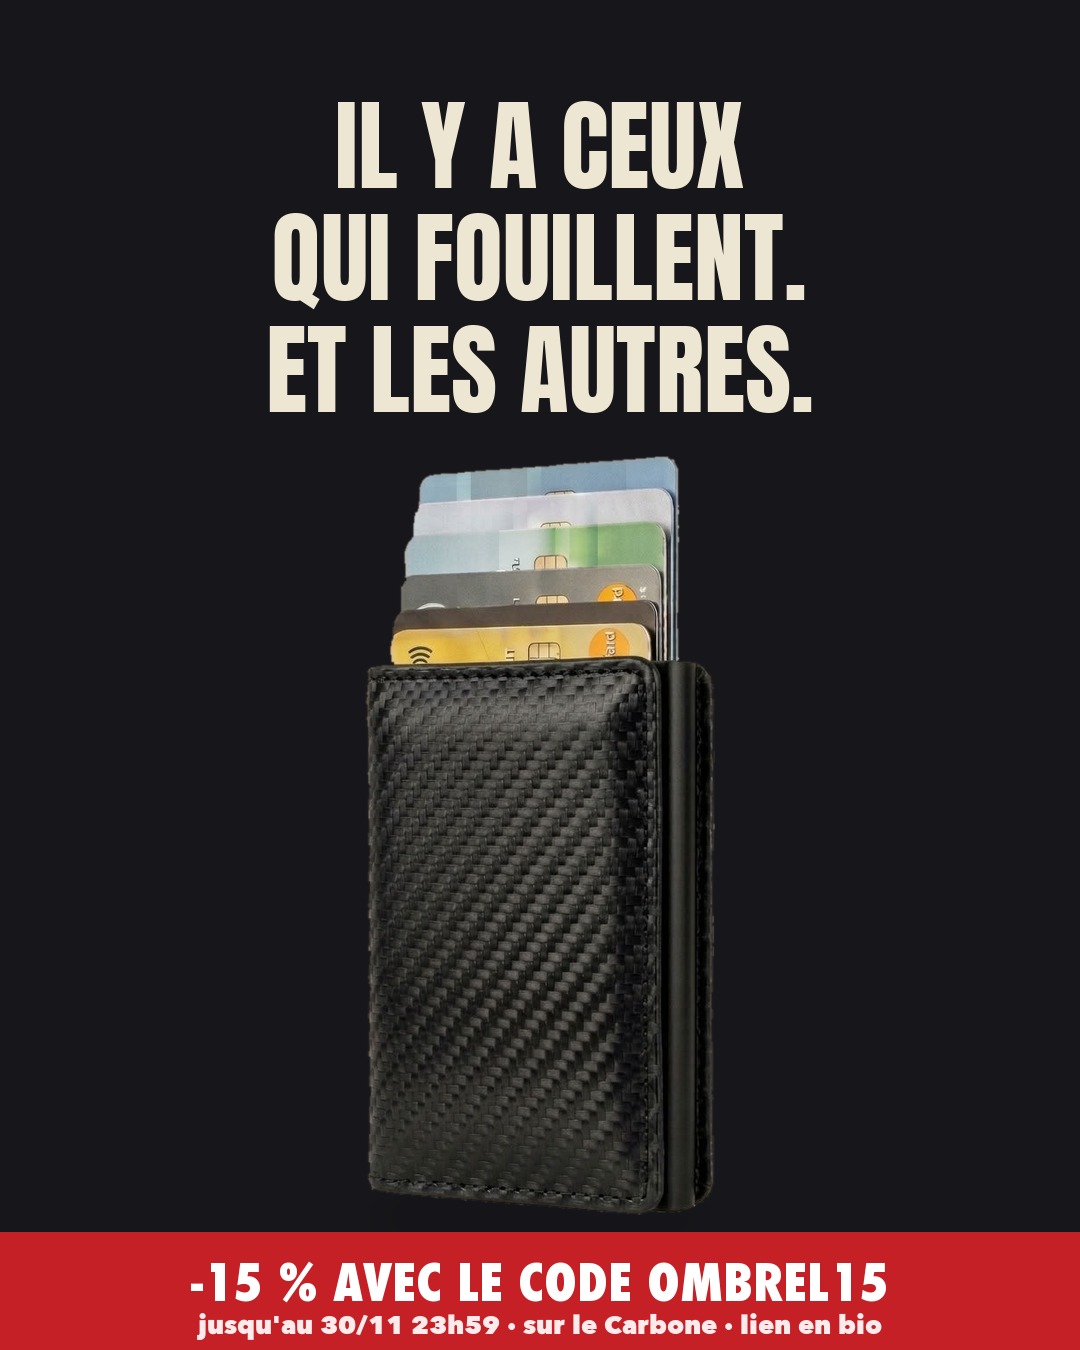 IL Y A CEUX
QUI FOUILLENT.
ET LES AUTRES.
-15 % AVEC LE CODE OMBREL15
jusqu'au 30/11 23h59 • sur le Carbone • lien en bio